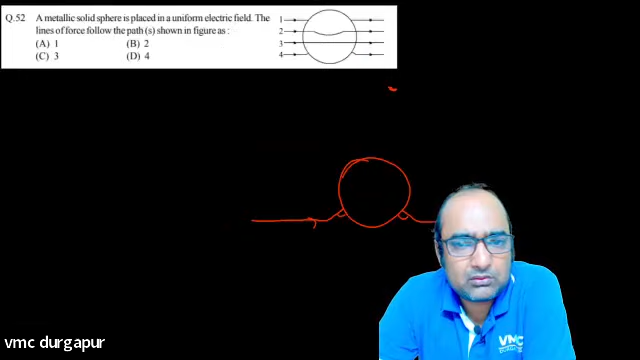 Q.52 A metallic solid sphere is placed in a uniform electric field. The
lines of force follow the path (s) shown in figure as :
(A) 1 (B) 2
(C) 3 (D) 4
1
2
3
4
VMC
vmc durgapur